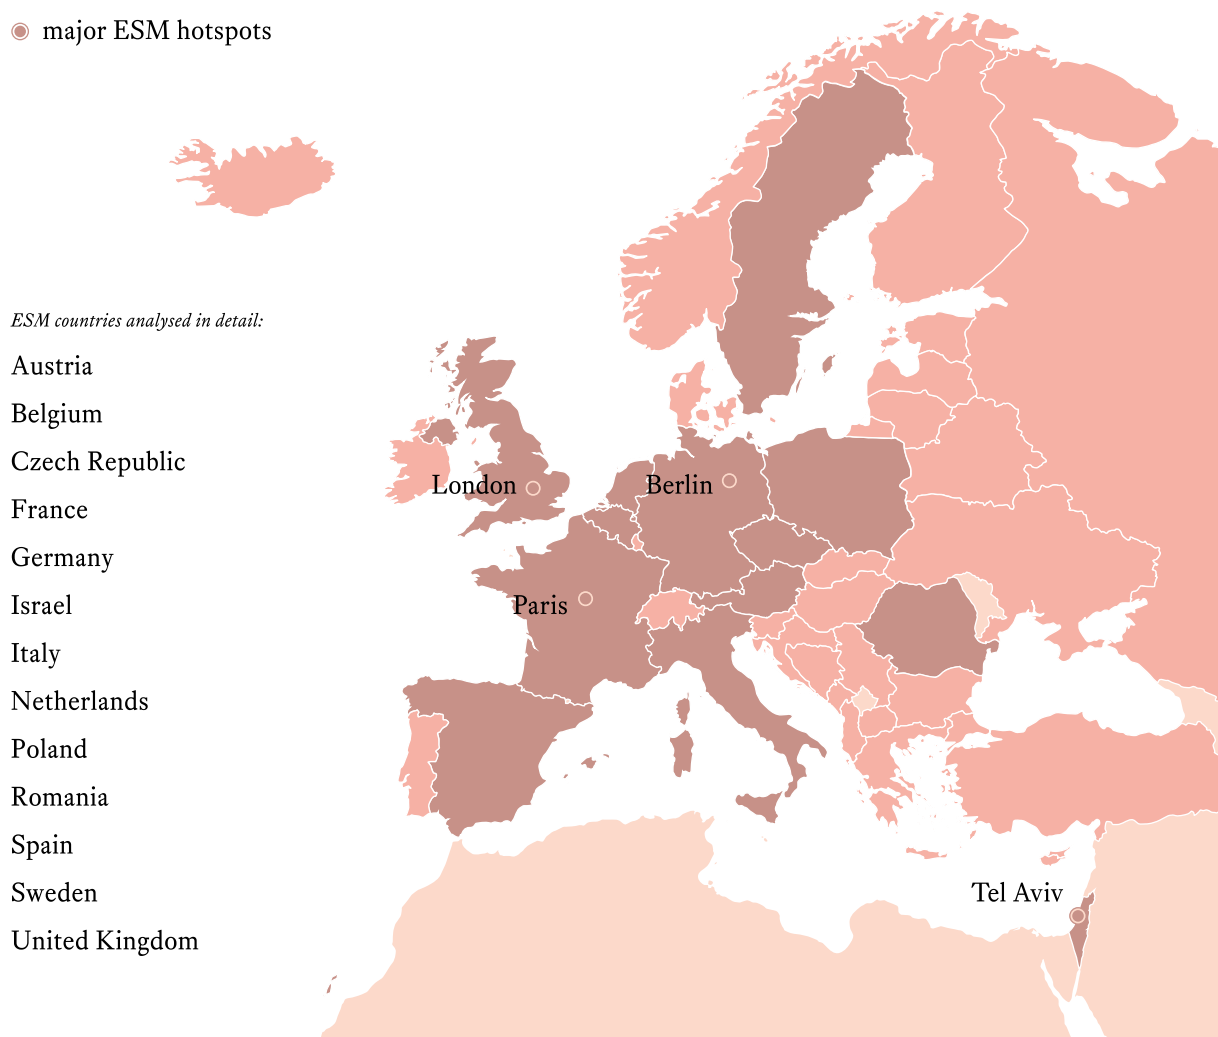 major ESM hotspots
ESM countries analysed in detail:
Austria
Belgium
Czech Republic
France
Germany
Israel
Italy
Netherlands
Poland
Romania
Spain
Sweden
United Kingdom
London
Berlin
Paris
Tel Aviv